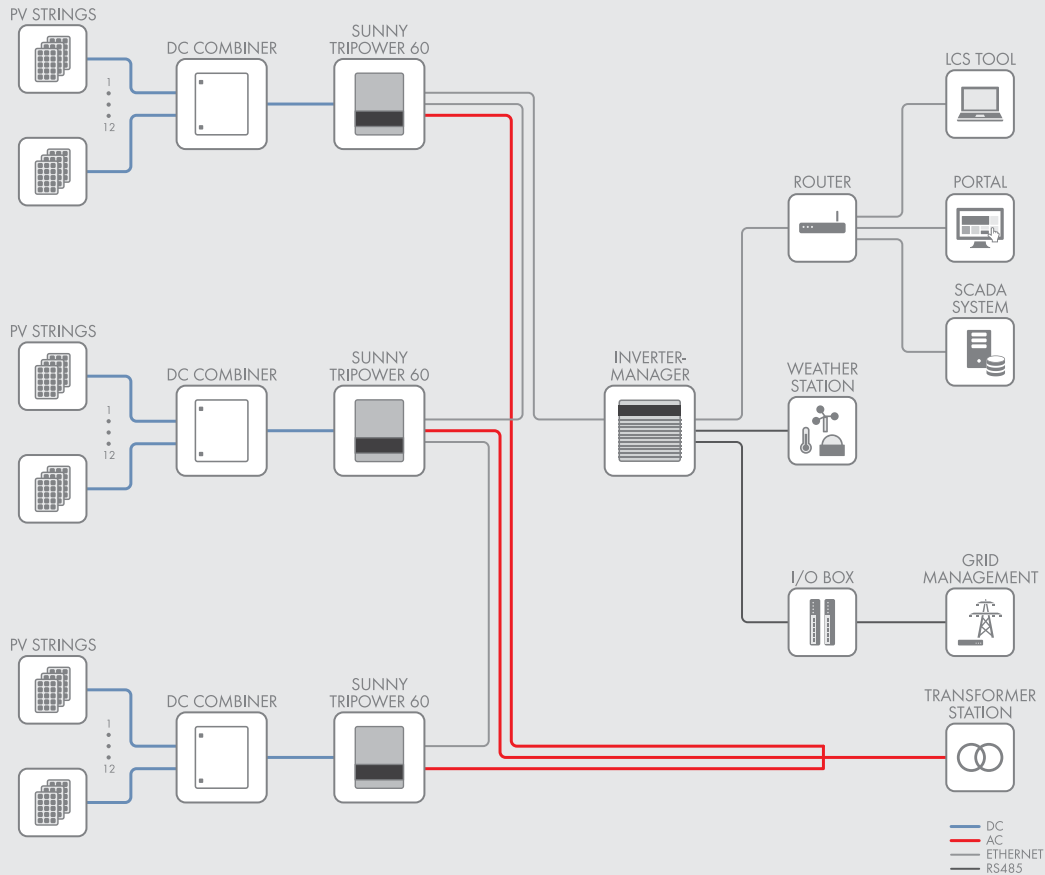 PV STRINGS
DC COMBINER
SUNNY
TRIPOWER 60
1
12
LCS TOOL
ROUTER
PORTAL
SCADA
SYSTEM
PV STRINGS
DC COMBINER
SUNNY
TRIPOWER 60
1
12
INVERTER-
MANAGER
WEATHER
STATION
I/O BOX
GRID
MANAGEMENT
PV STRINGS
DC COMBINER
SUNNY
TRIPOWER 60
1
12
TRANSFORMER
STATION
DC
AC
ETHERNET
RS485